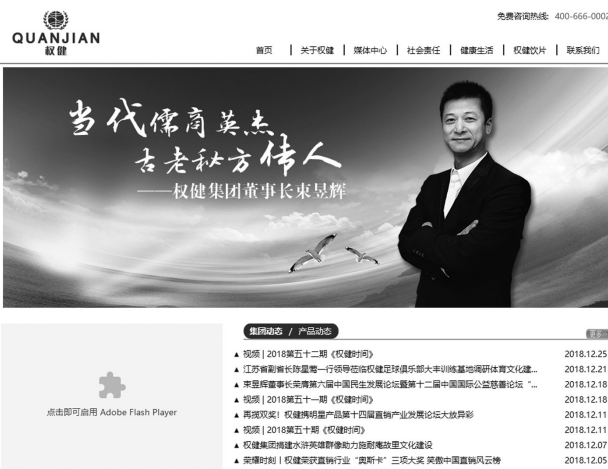 免费咨询热线: 400-666-0002
QUANJIAN
权健
首页 关于权健 媒体中心 社会责任 健康生活 权健饮片 联系我们
当代儒商英杰
古老秘方传人
——权健集团董事长束昱辉
集团动态 / 产品动态
更多
▲ 视频 | 2018第五十二期《权健时间》 2018.12.25
▲ 江苏省副省长陈星莺一行领导莅临权健足球俱乐部大丰训练基地调研体育文化建... 2018.12.21
▲ 束昱辉董事长荣膺第六届中国民生发展论坛暨第十二届中国国际公益慈善论坛“... 2018.12.18
▲ 视频 | 2018第五十一期《权健时间》 2018.12.18
▲ 再揽双奖！权健携明星产品第十四届直销产业发展论坛大放异彩 2018.12.11
▲ 视频 | 2018第五十期《权健时间》 2018.12.11
▲ 权健集团捐建水浒英雄群像助力施耐庵故里文化建设 2018.12.07
▲ 荣耀时刻丨权健荣获直销行业“奥斯卡”三项大奖 笑傲中国直销风云榜 2018.12.05
点击即可启用 Adobe Flash Player